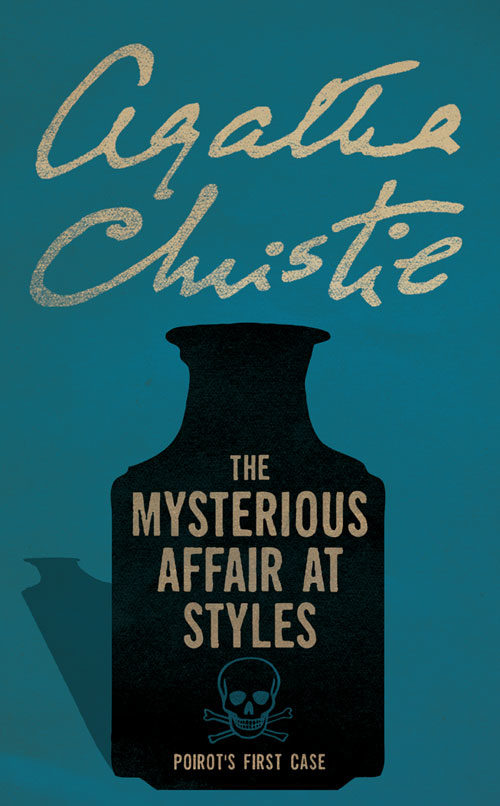 Agatha
Christie
THE
MYSTERIOUS
AFFAIR AT
STYLES
POIROT'S FIRST CASE